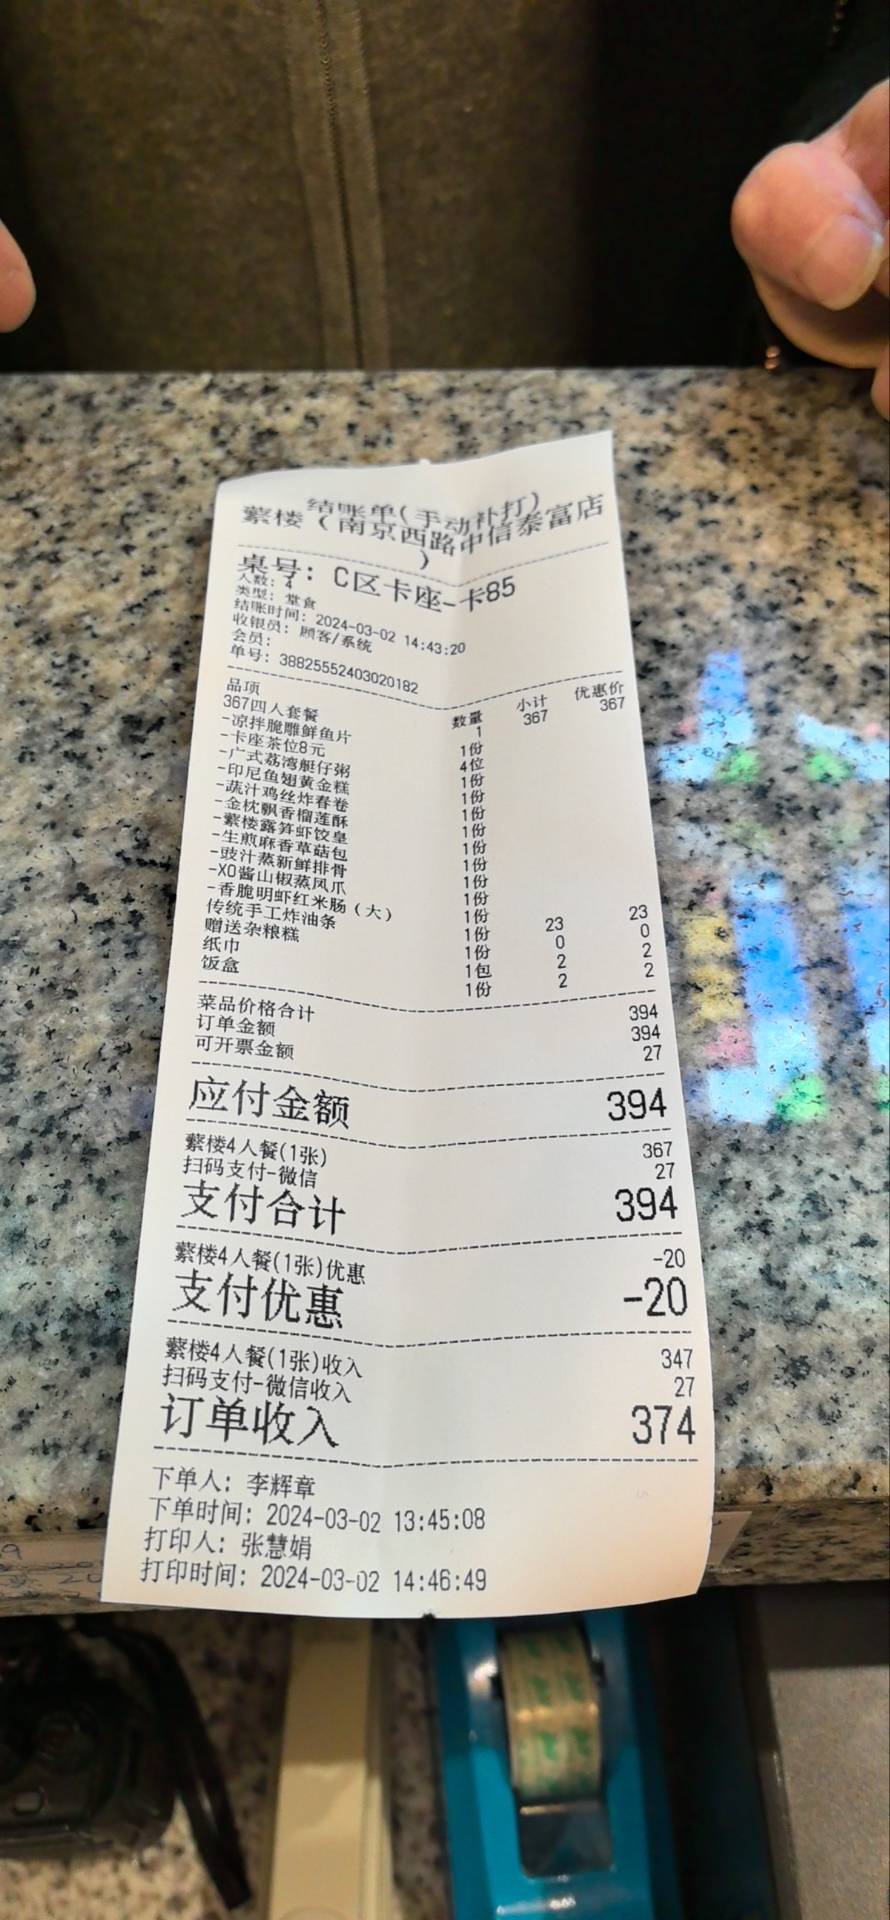 结账单(手动补打)
蘩楼(南京西路中信泰富店
)
桌号: C区卡座-卡85
人数: 4
类型: 堂食
结账时间: 2024-03-02 14:43:20
收银员: 顾客/系统
会员:
单号: 38825552403020182
品项 数量 小计 优惠价
367四人套餐 1 367 367
-凉拌脆雕鲜鱼片 1份
-卡座茶位8元 4位
-广式荔湾艇仔粥 1份
-印尼鱼翅黄金糕 1份
-蔬汁鸡丝炸春卷 1份
-金枕飘香榴莲酥 1份
-蘩楼露笋虾饺皇 1份
-生煎麻香草菇包 1份
-豉汁蒸新鲜排骨 1份
-XO酱山椒蒸凤爪 1份
-香脆明虾红米肠(大) 1份
传统手工炸油条 1份 23 23
赠送杂粮糕 1份 0 0
纸巾 1包 2 2
饭盒 1份 2 2
菜品价格合计 394
订单金额 394
可开票金额 27
应付金额 394
蘩楼4人餐(1张) 367
扫码支付-微信 27
支付合计 394
蘩楼4人餐(1张)优惠 -20
支付优惠 -20
蘩楼4人餐(1张)收入 347
扫码支付-微信收入 27
订单收入 374
下单人: 李辉章
下单时间: 2024-03-02 13:45:08
打印人: 张慧娟
打印时间: 2024-03-02 14:46:49